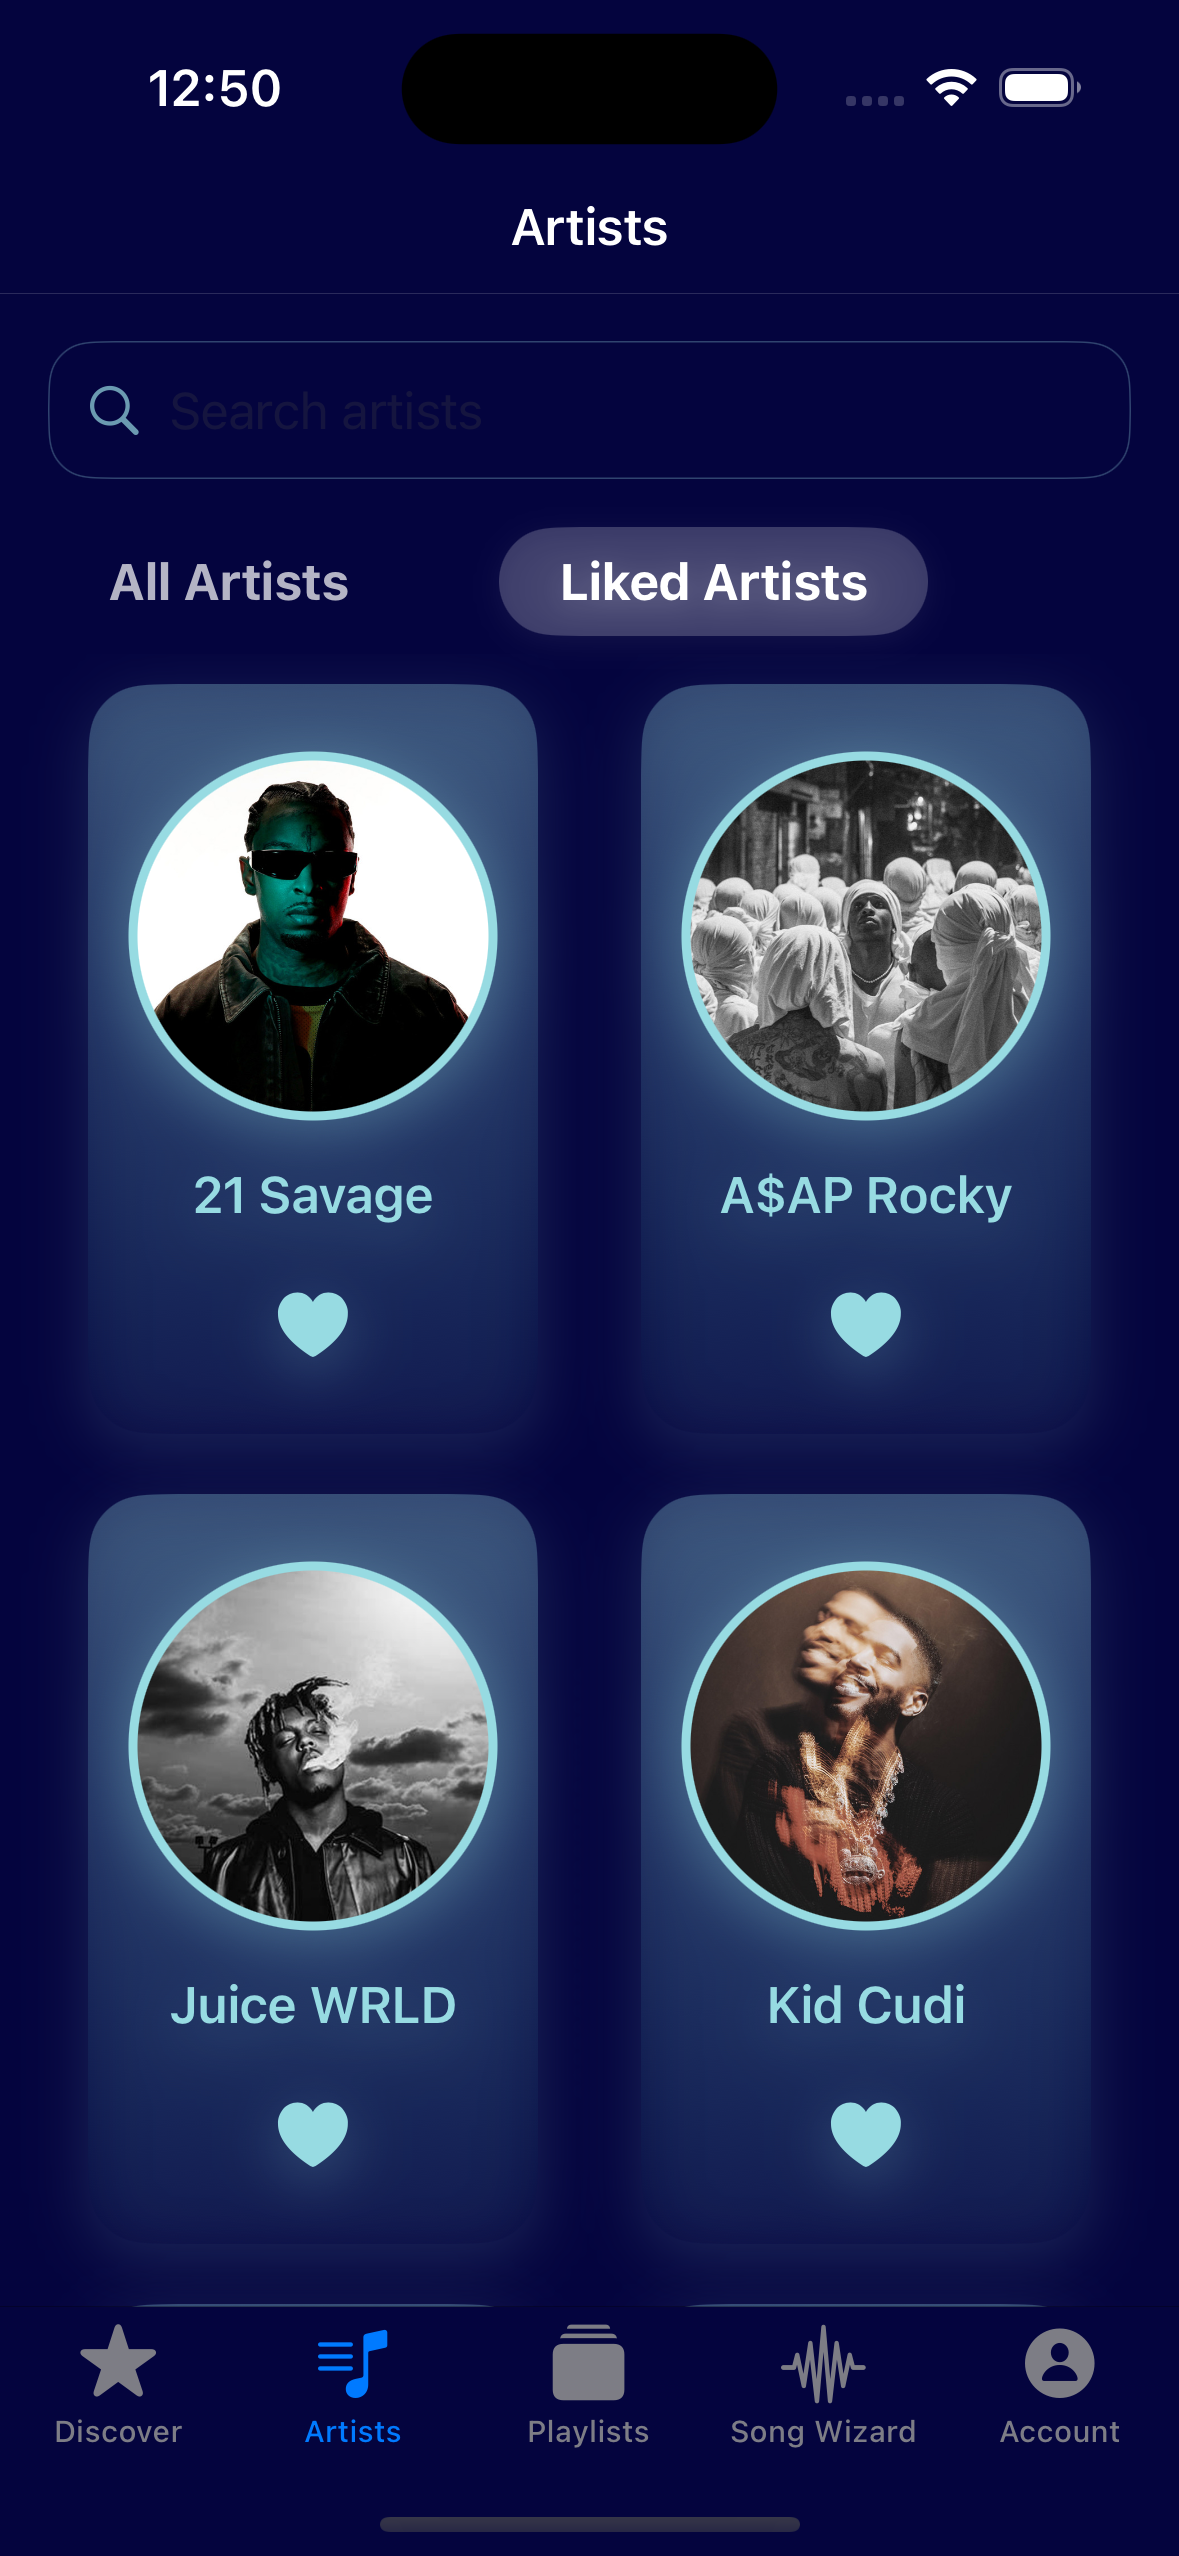 12:50
Artists
Search artists
All Artists
Liked Artists
21 Savage
A$AP Rocky
Juice WRLD
Kid Cudi
Discover
Artists
Playlists
Song Wizard
Account